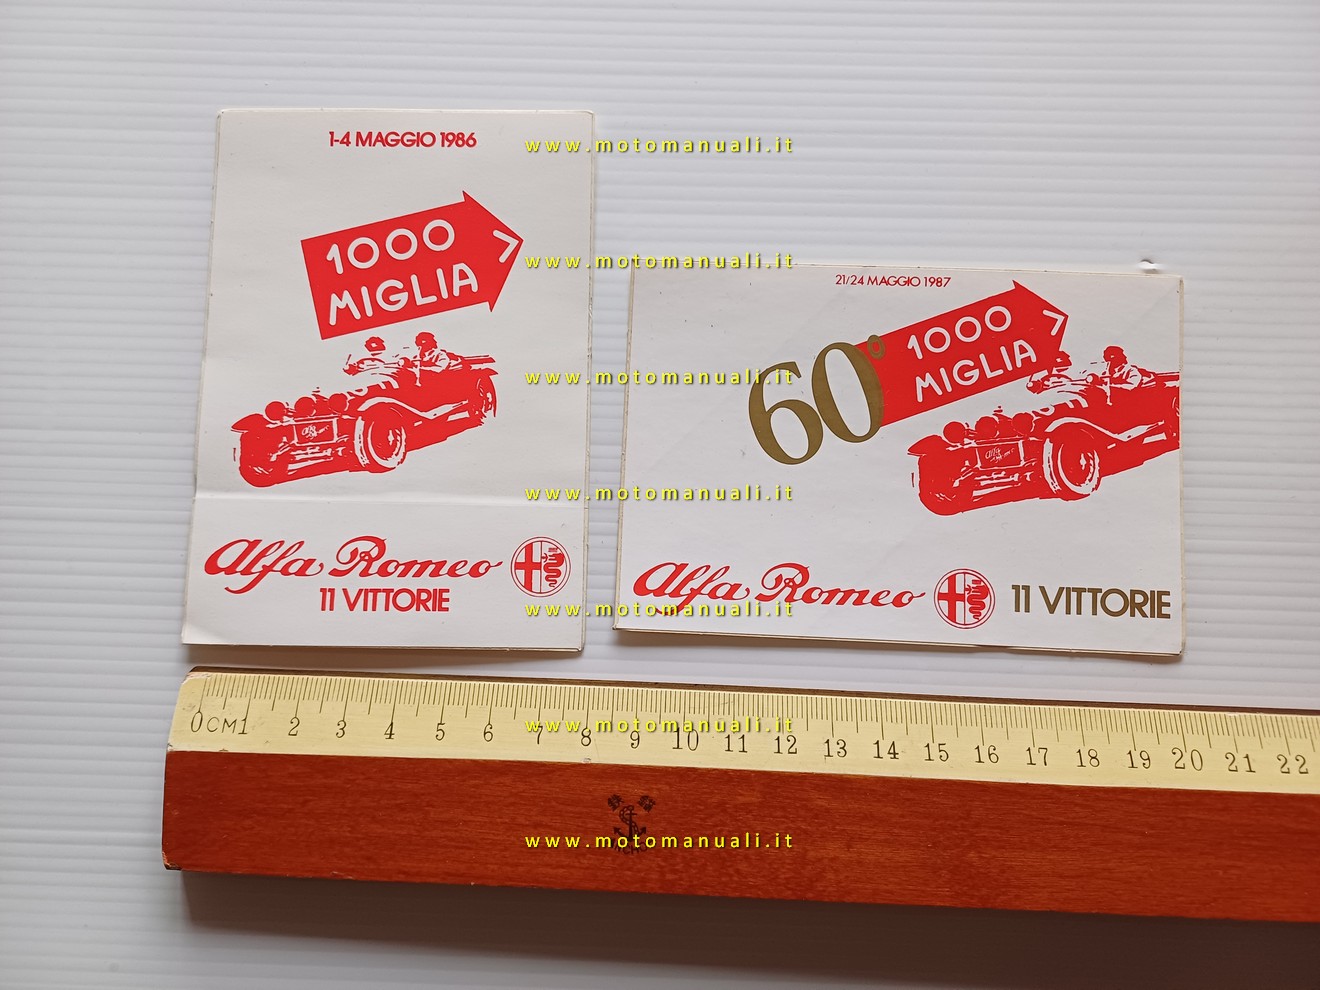 1-4 MAGGIO 1986
1000
MIGLIA
Alfa Romeo
11 VITTORIE
21/24 MAGGIO 1987
60°
1000
MIGLIA
Alfa Romeo
11 VITTORIE
0CM1 2 3 4 5 6 7 8 9 10 11 12 13 14 15 16 17 18 19 20 21 22
www.motomanuali.it
www.motomanuali.it
www.motomanuali.it
www.motomanuali.it
www.motomanuali.it
www.motomanuali.it
www.motomanuali.it